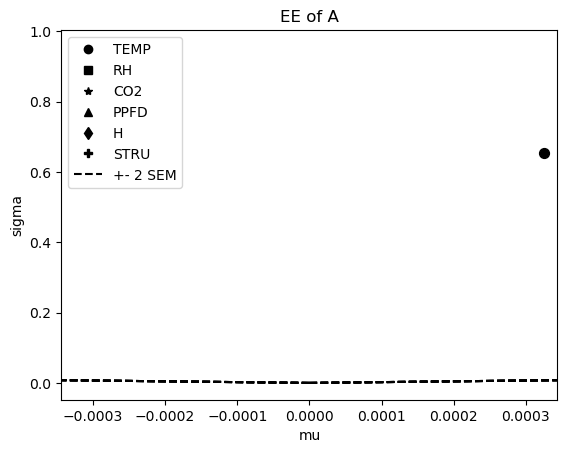 EE of A
1.0
0.8
0.6
0.4
0.2
0.0
sigma
TEMP
RH
CO2
PPFD
H
STRU
+- 2 SEM
−0.0003
−0.0002
−0.0001
0.0000
0.0001
0.0002
0.0003
mu